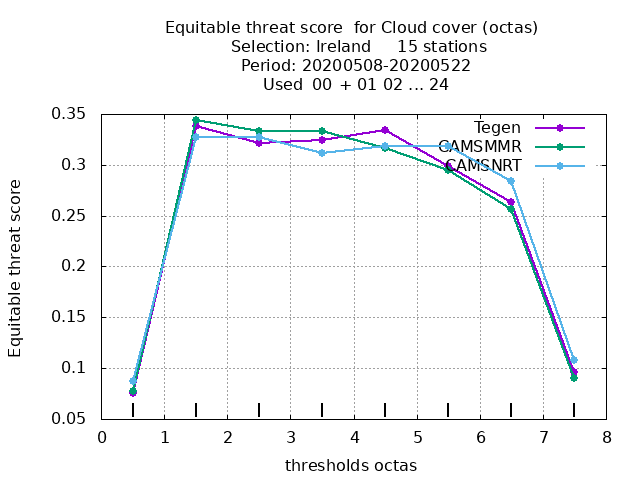 Equitable threat score  for Cloud cover (octas)
Selection: Ireland     15 stations
Period: 20200508-20200522
Used  00  + 01 02 ... 24
0.35
0.3
0.25
0.2
0.15
0.1
0.05
Equitable threat score
Tegen
CAMSMMR
CAMSNRT
0 1 2 3 4 5 6 7 8
thresholds octas